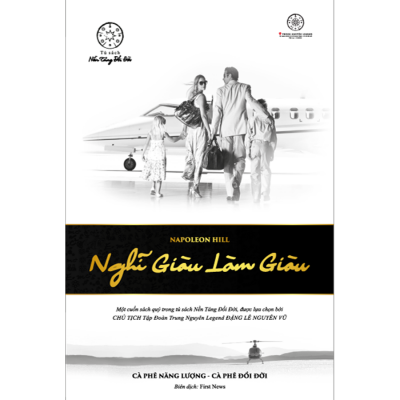 Tủ sách
Nền Tảng Đổi Đời
NAPOLEON HILL
Nghĩ Giàu Làm Giàu
Một cuốn sách quý trong tủ sách Nền Tảng Đổi Đời, được lựa chọn bởi
CHỦ TỊCH Tập Đoàn Trung Nguyên Legend ĐẶNG LÊ NGUYÊN VŨ
CÀ PHÊ NĂNG LƯỢNG - CÀ PHÊ ĐỔI ĐỜI
Biên dịch: First News